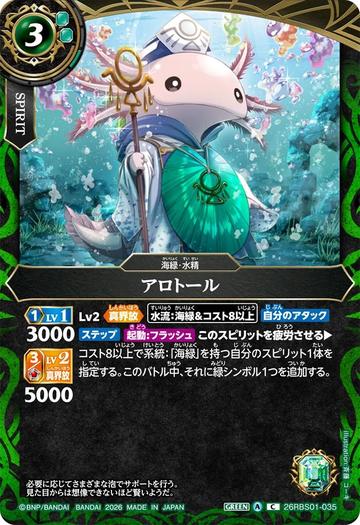 3
SPIRIT
海緑・水精
アロトール
1 LV1
3000
3 LV2
真界放
5000
Lv2 真界放 水流:海緑&コスト8以上 自分のアタック
ステップ 起動:フラッシュ このスピリットを疲労させる▶
コスト8以上で系統:「海緑」を持つ自分のスピリット1体を
指定する。このバトル中、それに緑シンボル1つを追加する。
必要に応じてさまざまな泡でサポートを行う。
見た目からは想像できないほど賢いようだ。
©BNP/BANDAI ©BANDAI 2026 MADE IN JAPAN
GREEN A C 26RBS01-035